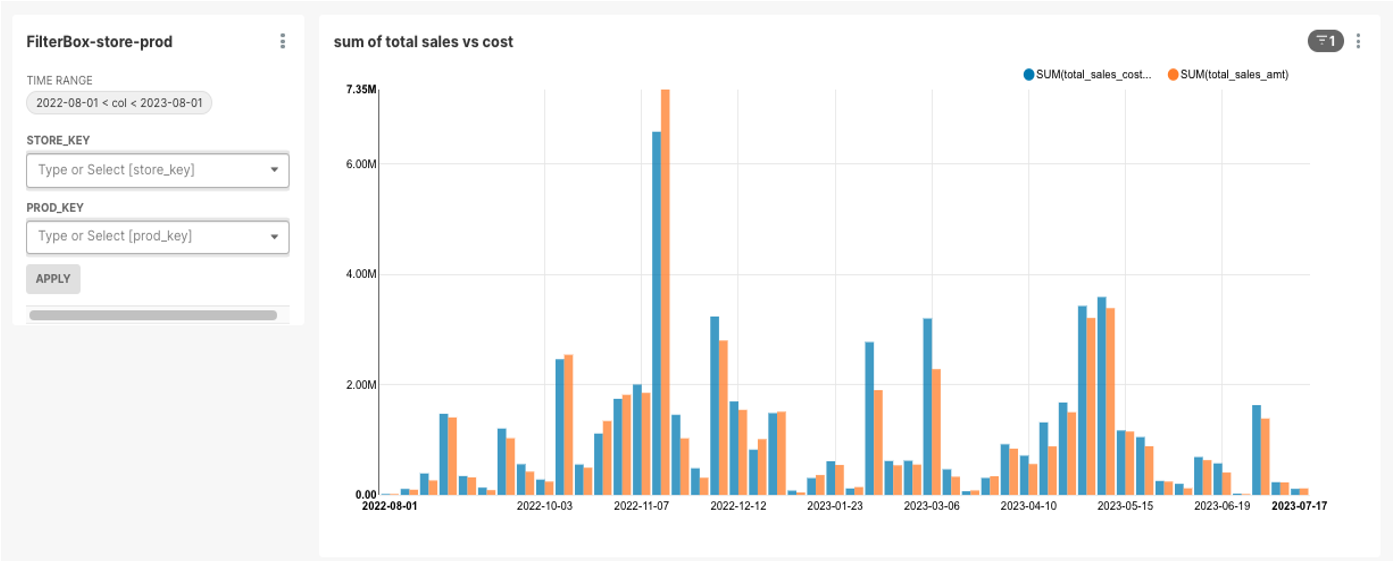 FilterBox-store-prod
TIME RANGE
2022-08-01 < col < 2023-08-01
STORE_KEY
Type or Select [store_key]
PROD_KEY
Type or Select [prod_key]
APPLY
sum of total sales vs cost
1
SUM(total_sales_cost... SUM(total_sales_amt)
7.35M
6.00M
4.00M
2.00M
0.00
2022-08-01 2022-10-03 2022-11-07 2022-12-12 2023-01-23 2023-03-06 2023-04-10 2023-05-15 2023-06-19 2023-07-17